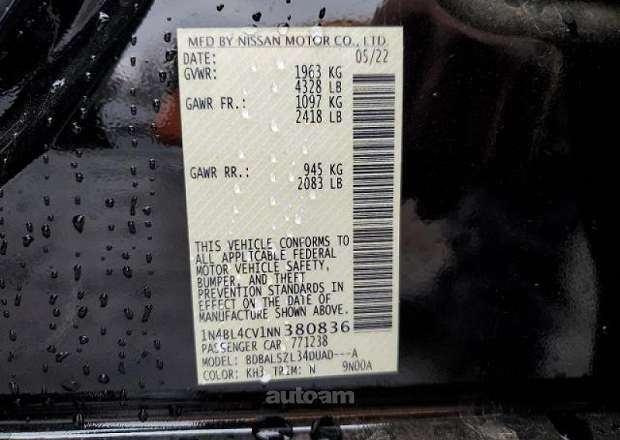 MFD BY NISSAN MOTOR CO., LTD
DATE: 05/22
GVWR: 1963 KG
4328 LB
GAWR FR.: 1097 KG
2418 LB
GAWR RR.: 945 KG
2083 LB
THIS VEHICLE CONFORMS TO
ALL APPLICABLE FEDERAL
MOTOR VEHICLE SAFETY,
BUMPER, AND THEFT
PREVENTION STANDARDS IN
EFFECT ON THE DATE OF
MANUFACTURE SHOWN ABOVE.
1N4BL4CV1NN380836
PASSENGER CAR 771238
MODEL: BDBALSZL34DUAD---A
COLOR: KH3 TRIM: N 9N00A
autoam